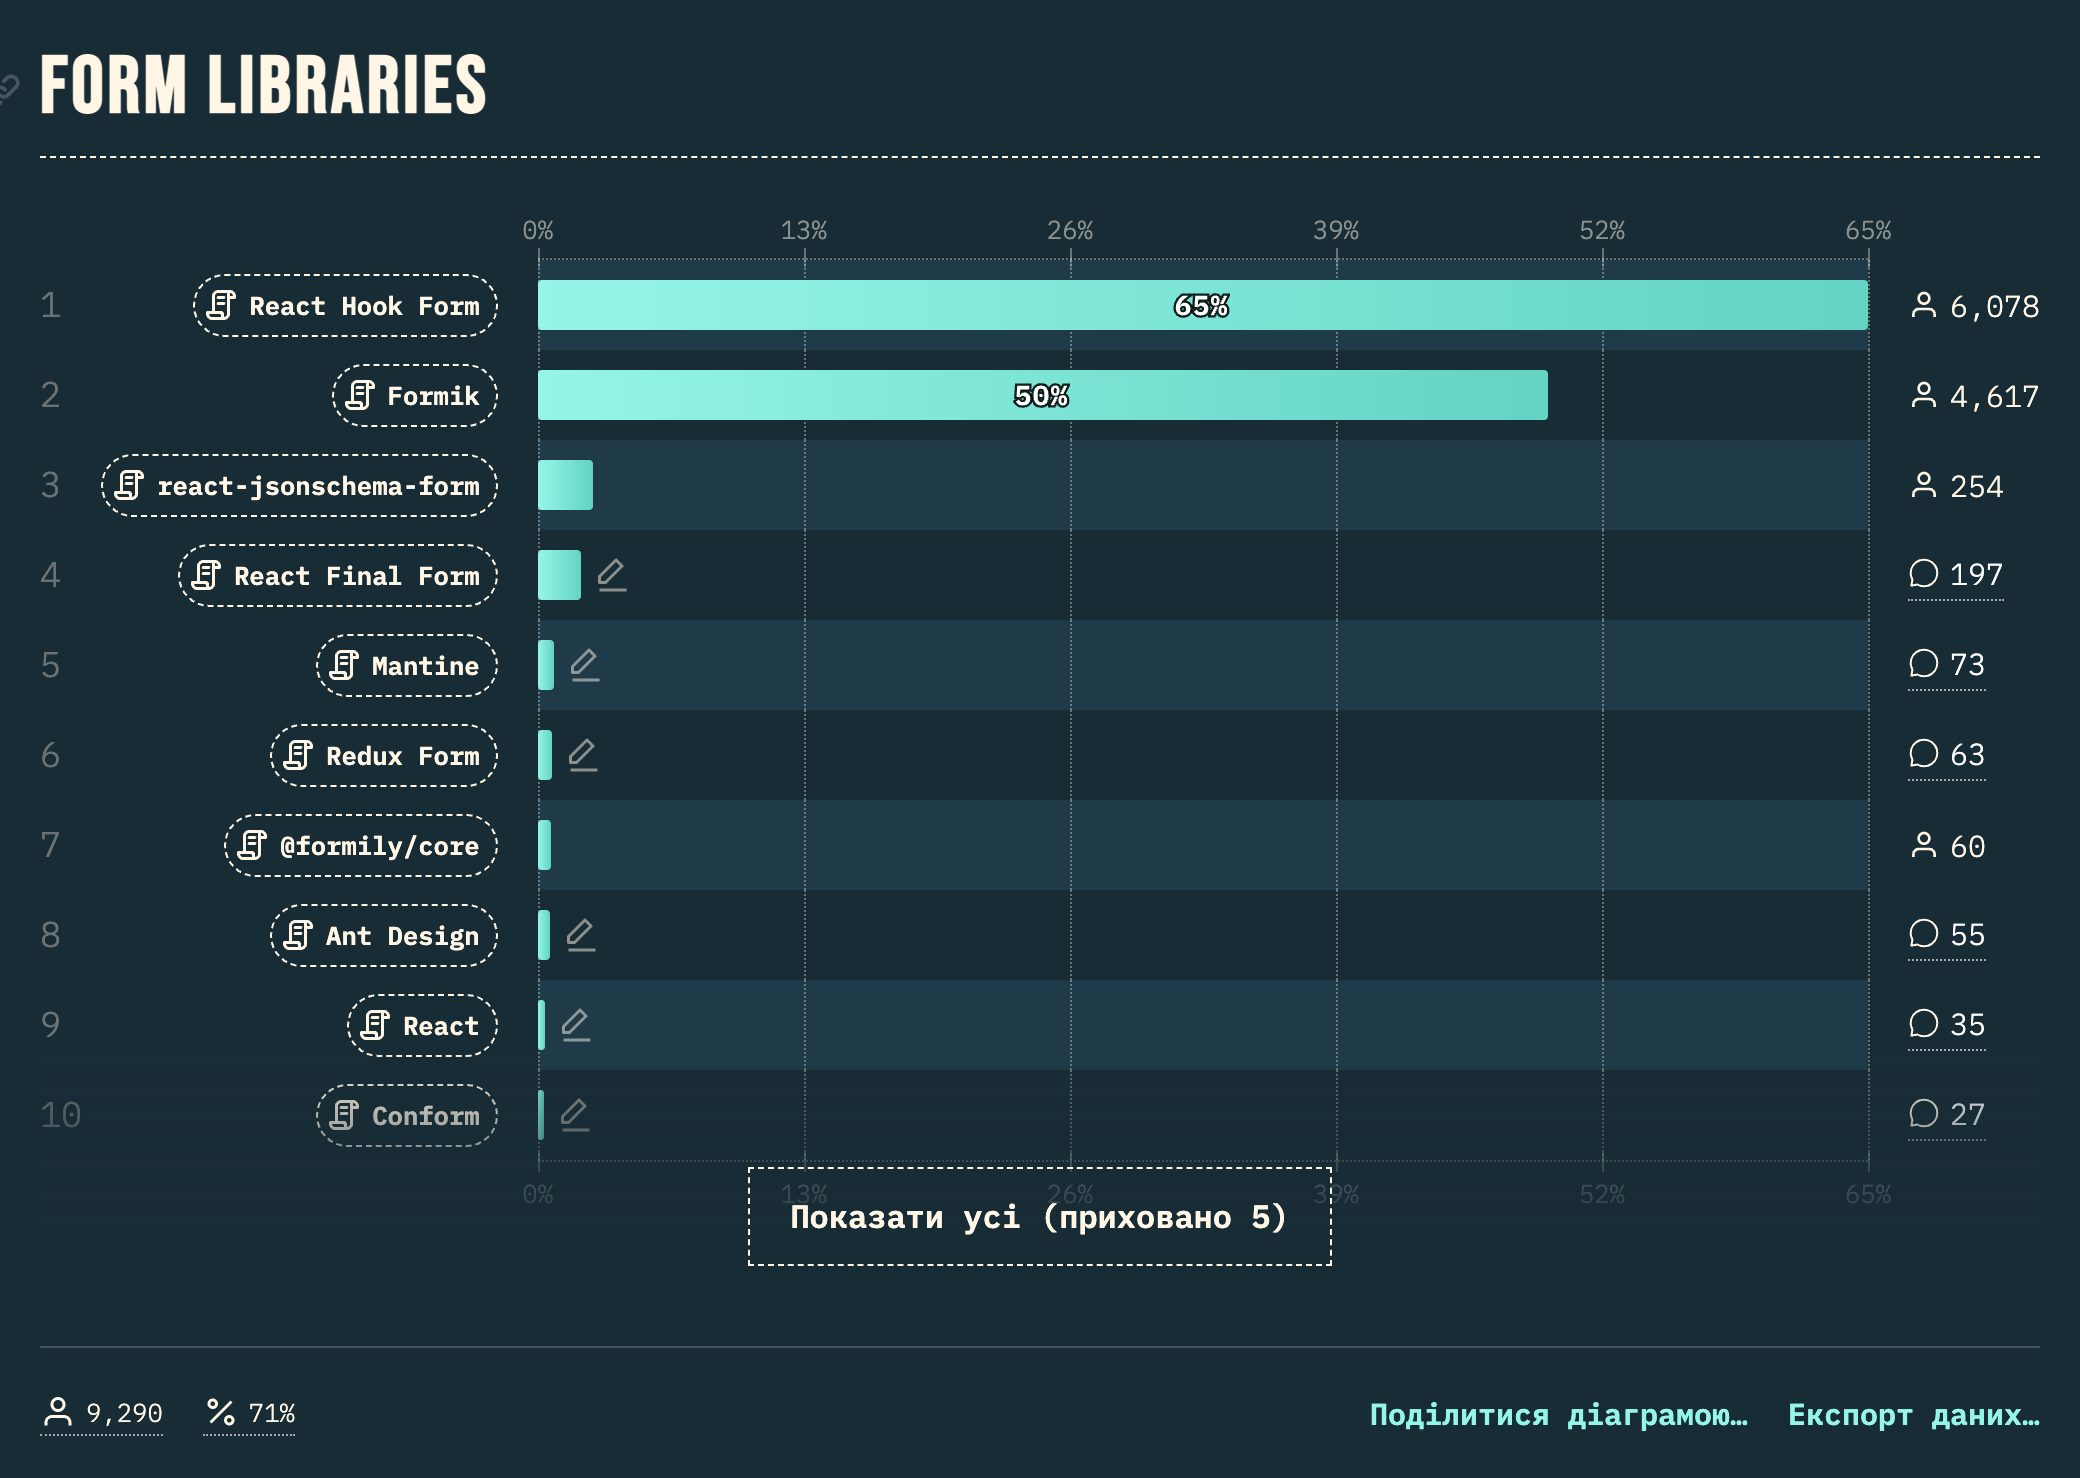 FORM LIBRARIES
0% 13% 26% 39% 52% 65%
1 React Hook Form 65% 6,078
2 Formik 50% 4,617
3 react-jsonschema-form 254
4 React Final Form 197
5 Mantine 73
6 Redux Form 63
7 @formily/core 60
8 Ant Design 55
9 React 35
10 Conform 27
0% 13% 26% 39% 52% 65%
Показати усі (приховано 5)
9,290 71% Поділитися діаграмою… Експорт даних…